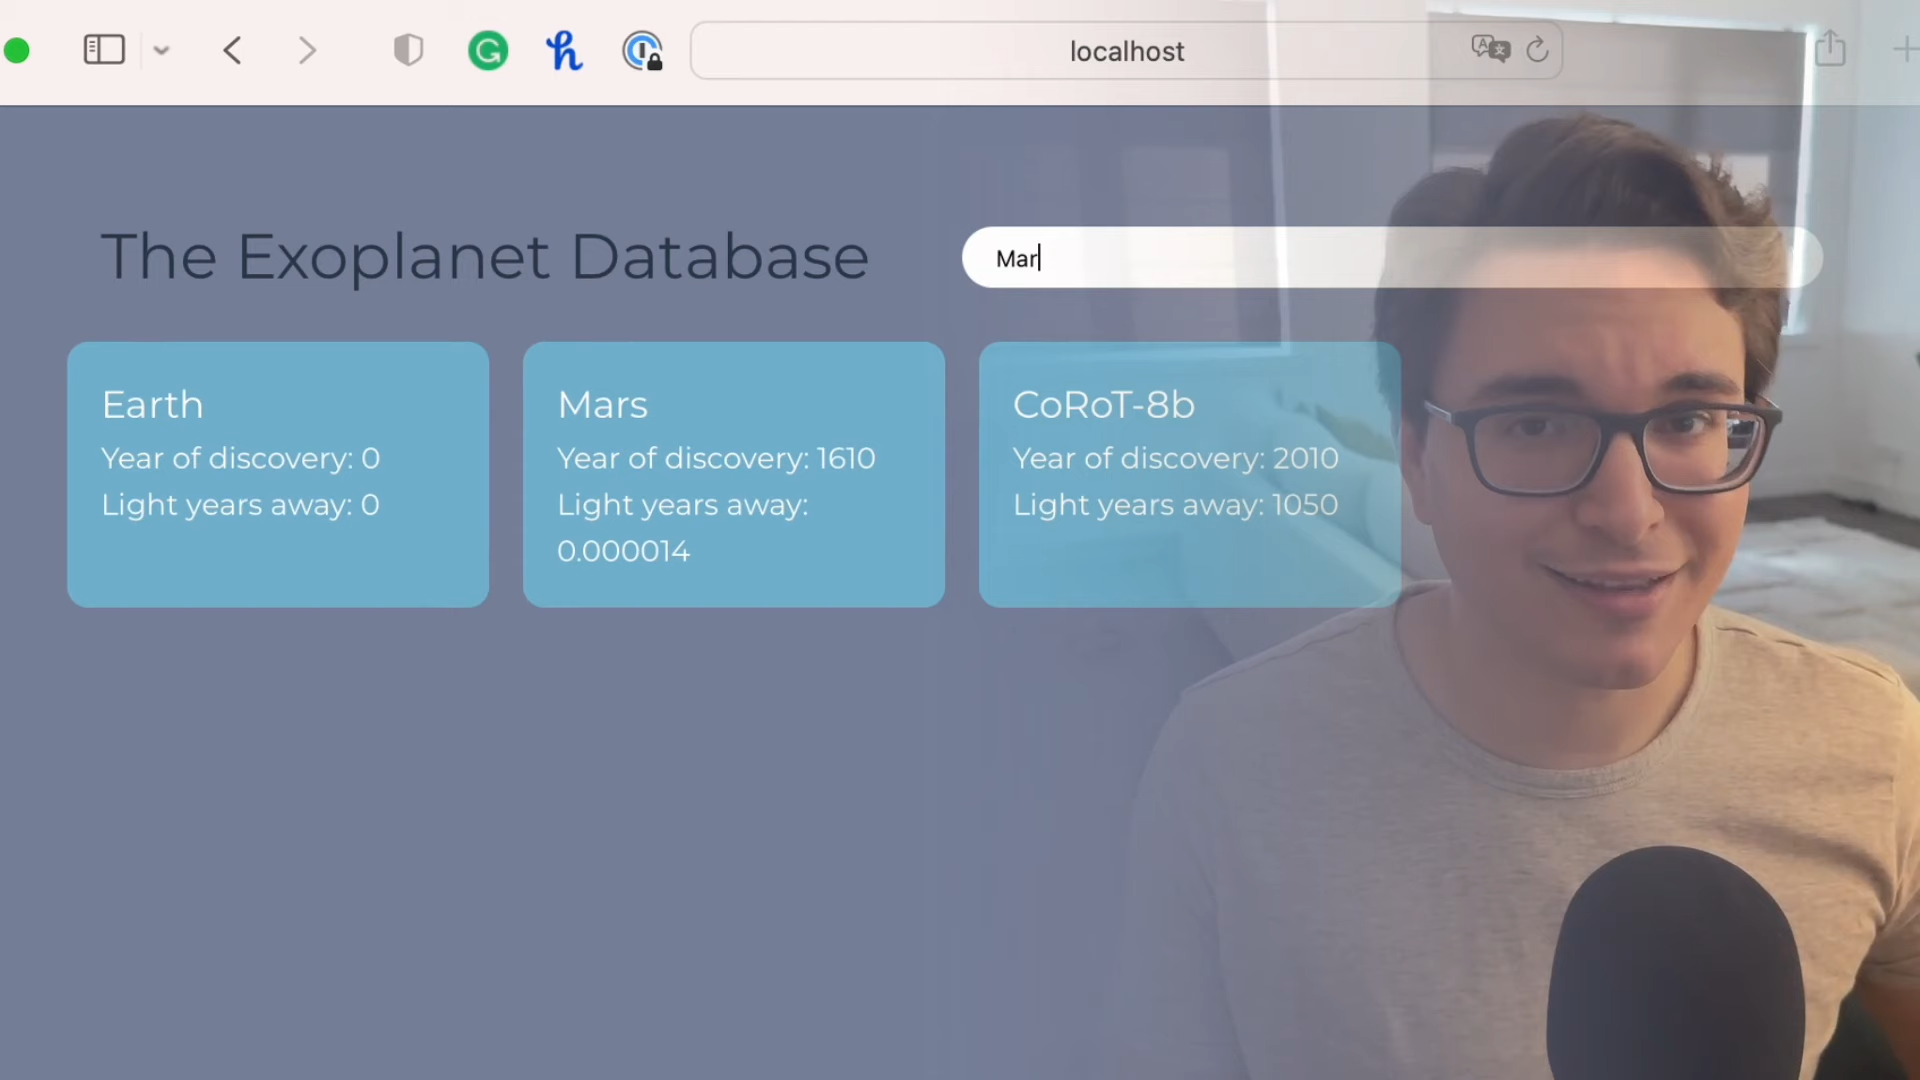 localhost
The Exoplanet Database
Mar
Earth
Year of discovery: 0
Light years away: 0
Mars
Year of discovery: 1610
Light years away:
0.000014
CoRoT-8b
Year of discovery: 2010
Light years away: 1050